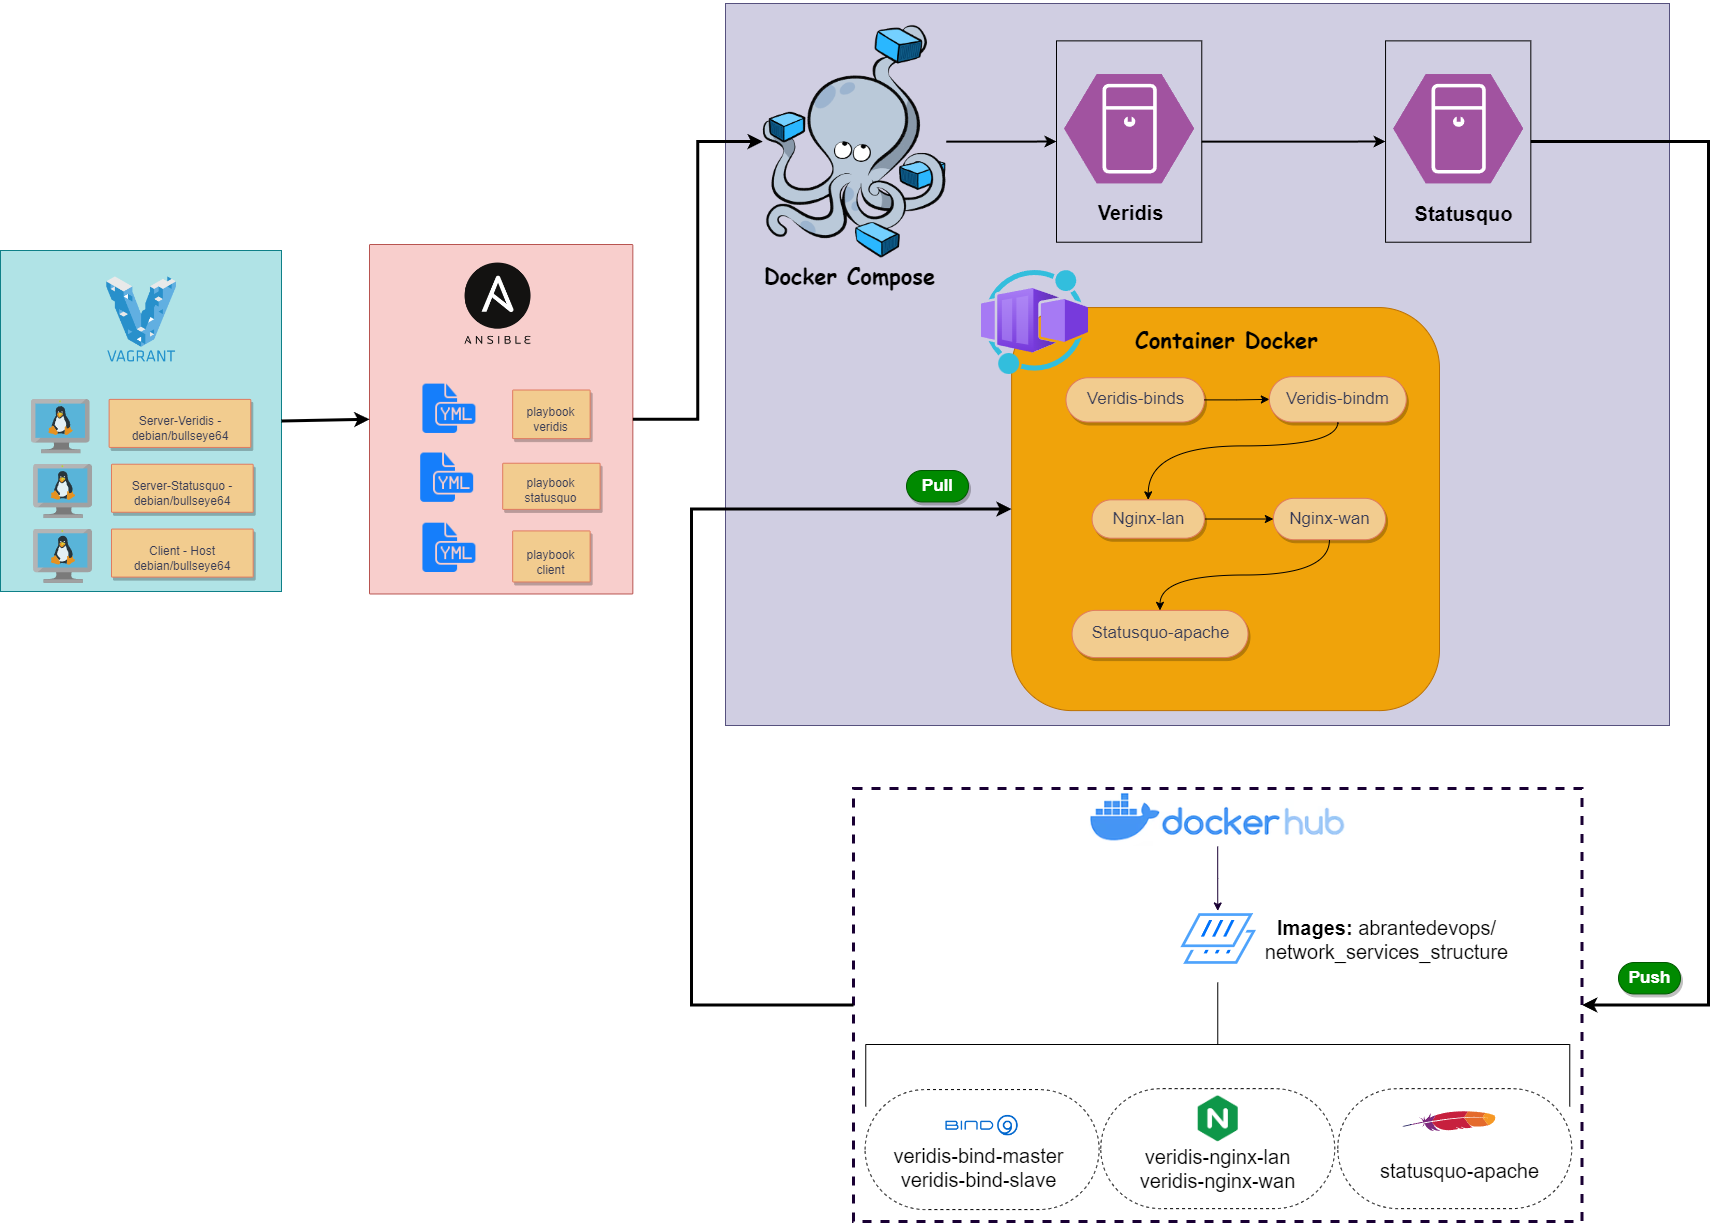 VAGRANT
Server-Veridis -
debian/bullseye64
Server-Statusquo -
debian/bullseye64
Client - Host
debian/bullseye64
ANSIBLE
YML
playbook
veridis
YML
playbook
statusquo
YML
playbook
client
Docker Compose
Veridis
Statusquo
Container Docker
Veridis-binds
Veridis-bindm
Nginx-lan
Nginx-wan
Statusquo-apache
Pull
docker hub
Images: abrantedevops/
network_services_structure
Push
BIND 9
veridis-bind-master
veridis-bind-slave
N
veridis-nginx-lan
veridis-nginx-wan
statusquo-apache